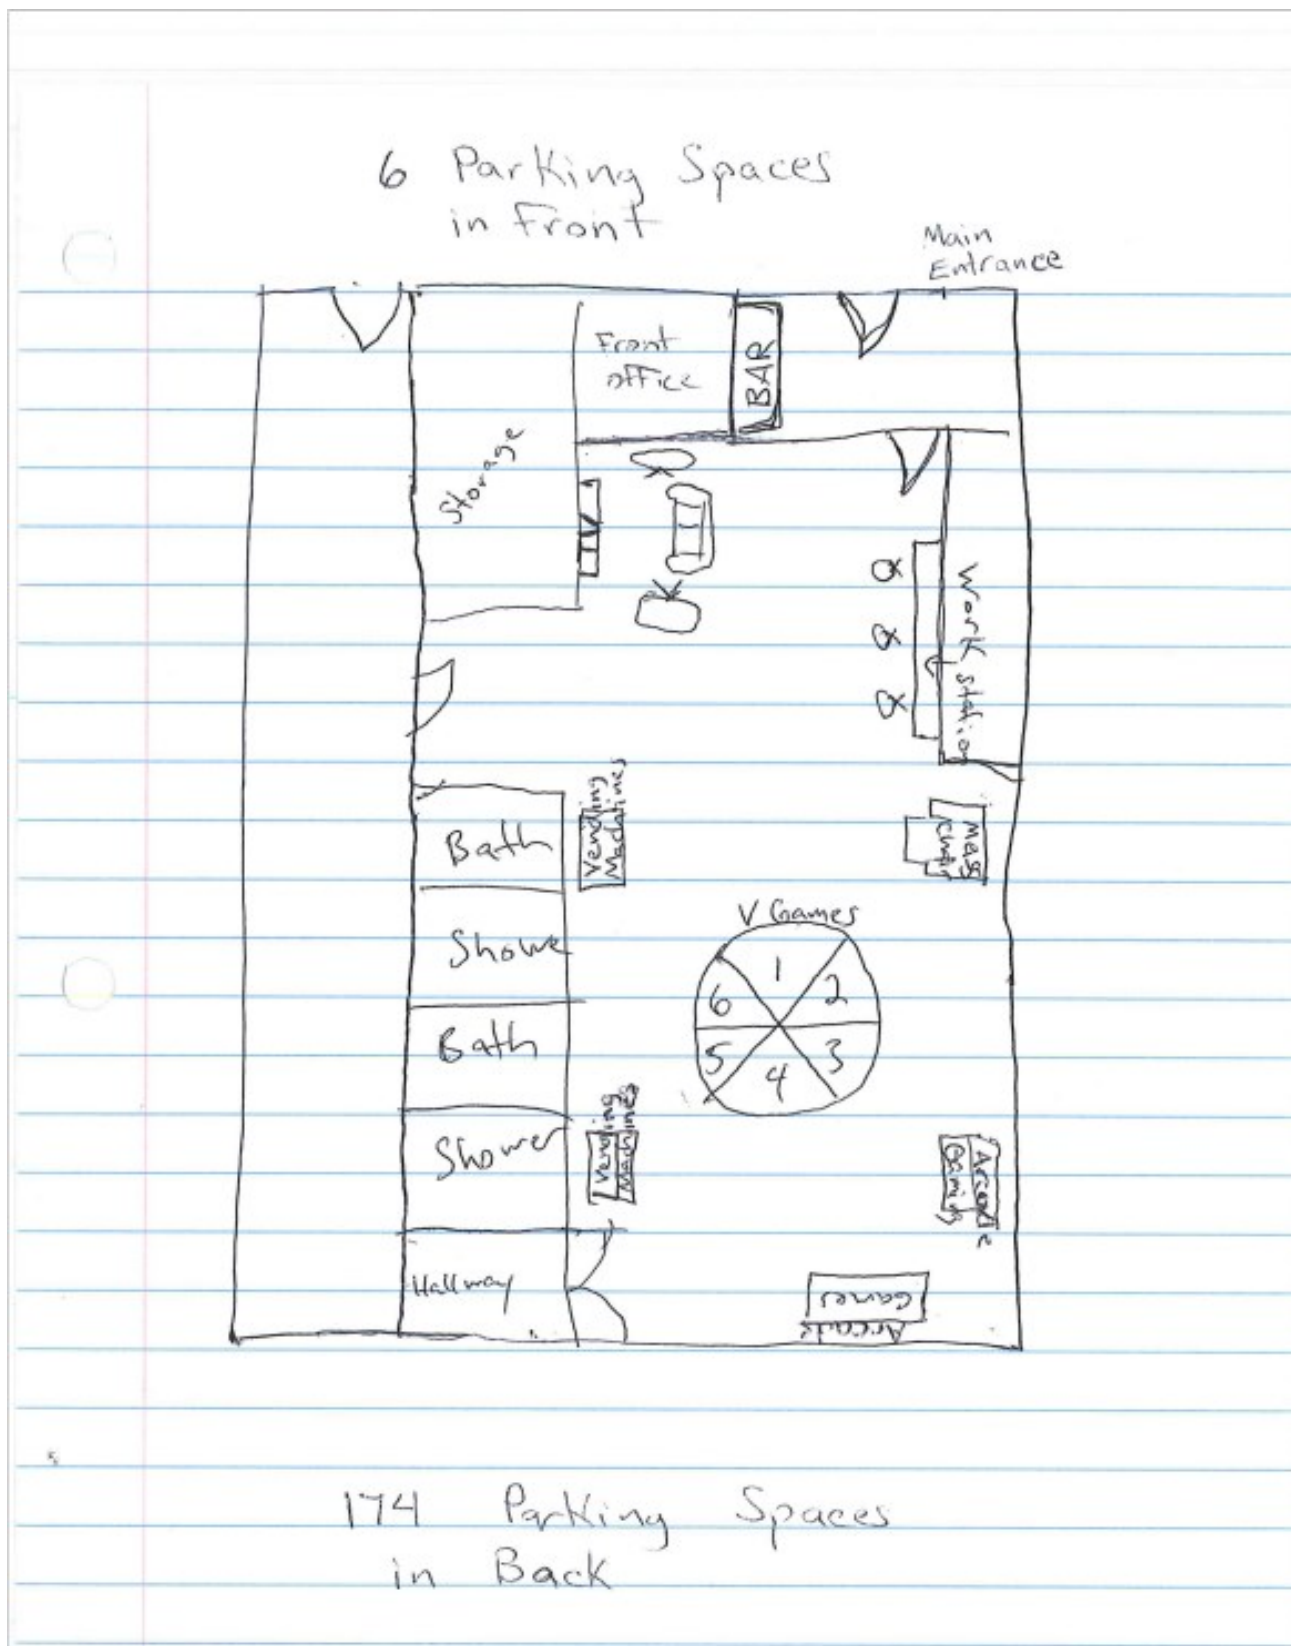 6 Parking Spaces
in Front
Main
Entrance
Front
office
BAR
Storage
TV
Work Station
Vending
Machines
Bath
Mass
Chair
Showe
V Games
1
2
3
4
5
6
Bath
Vending
Machines
Shower
Arcade
Hallway
Games
Arcade
174 Parking Spaces
in Back